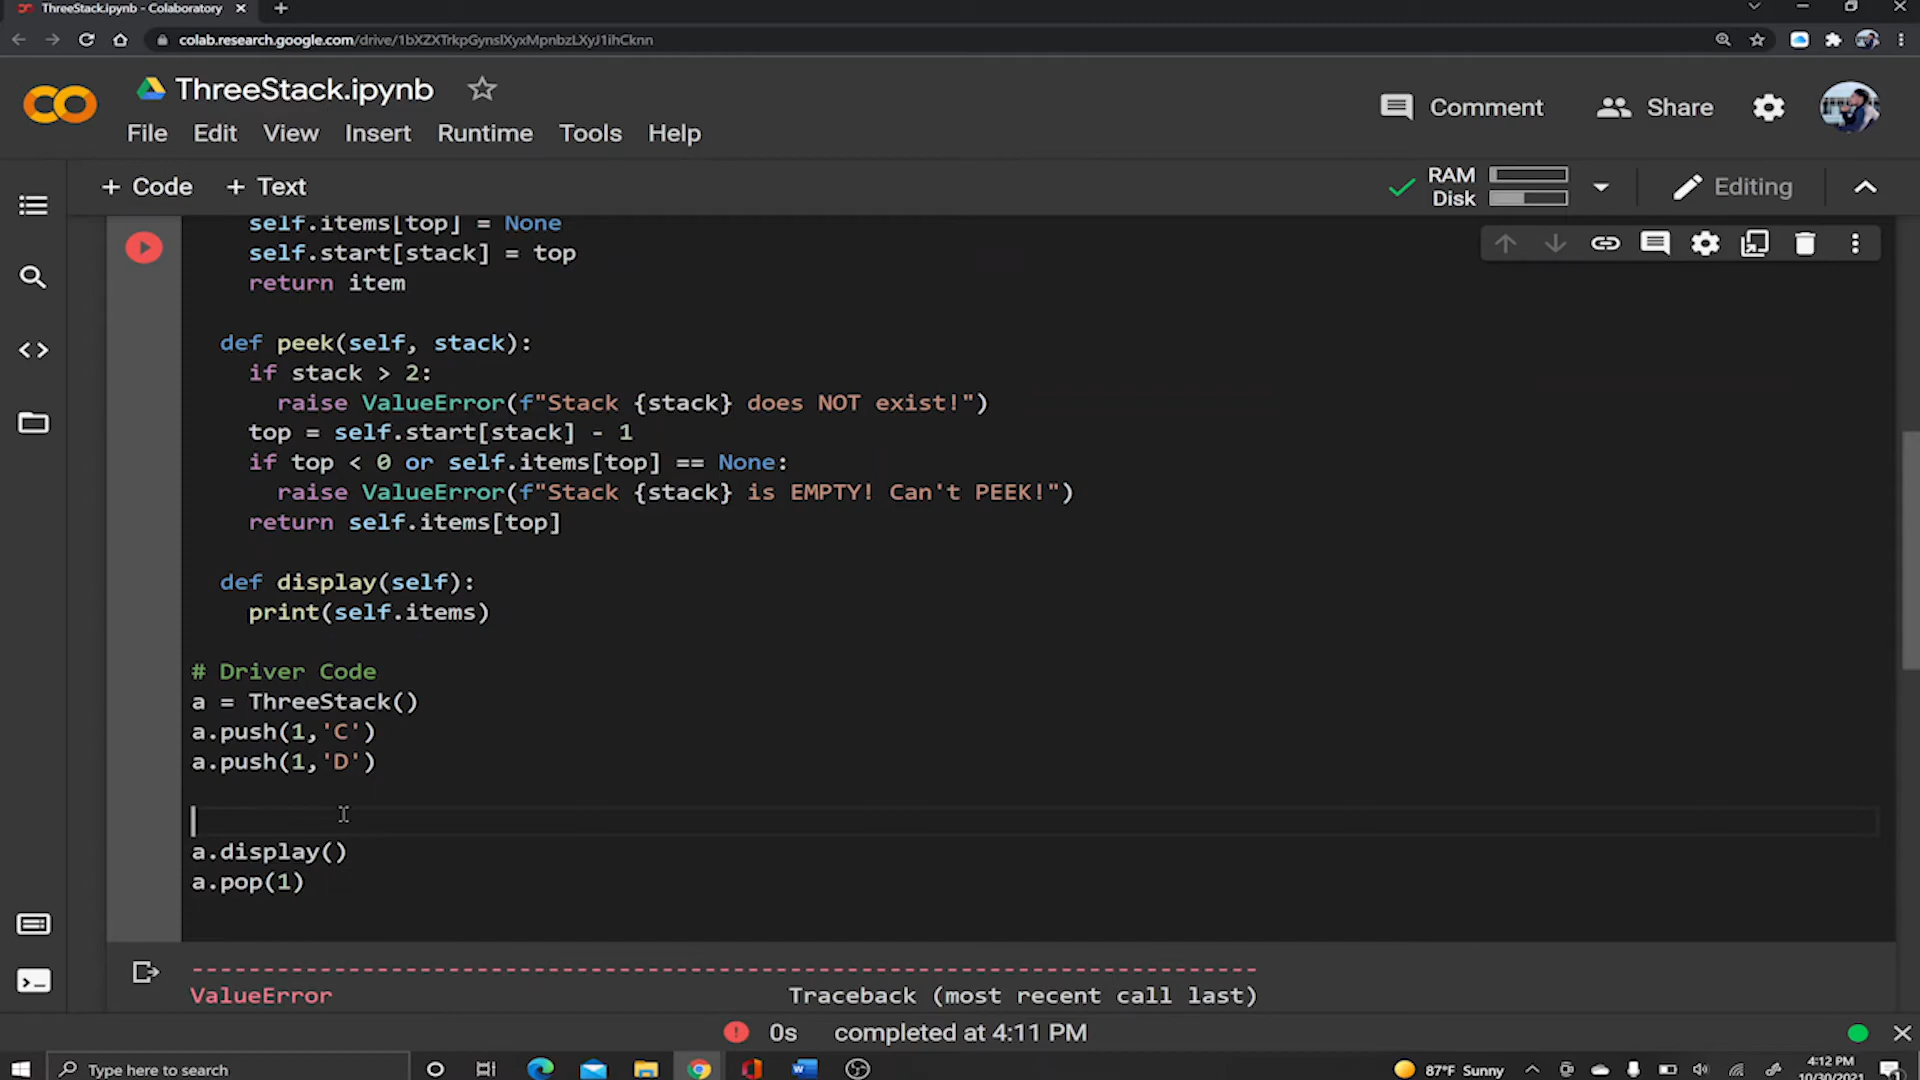 ThreeStack.ipynb - Colaboratory
colab.research.google.com/drive/1bXZXTrkpGynslXyxMpnbzLXyJ1ihCknn
ThreeStack.ipynb
Comment Share
File Edit View Insert Runtime Tools Help
+ Code + Text
RAM
Disk
Editing
self.items[top] = None
self.start[stack] = top
return item
def peek(self, stack):
if stack > 2:
raise ValueError(f"Stack {stack} does NOT exist!")
top = self.start[stack] - 1
if top < 0 or self.items[top] == None:
raise ValueError(f"Stack {stack} is EMPTY! Can't PEEK!")
return self.items[top]
def display(self):
print(self.items)
# Driver Code
a = ThreeStack()
a.push(1,'C')
a.push(1,'D')
a.display()
a.pop(1)
--------------------------------------------------------------------------- 
ValueError Traceback (most recent call last)
0s completed at 4:11 PM
Type here to search
87°F Sunny
4:12 PM
10/30/2021